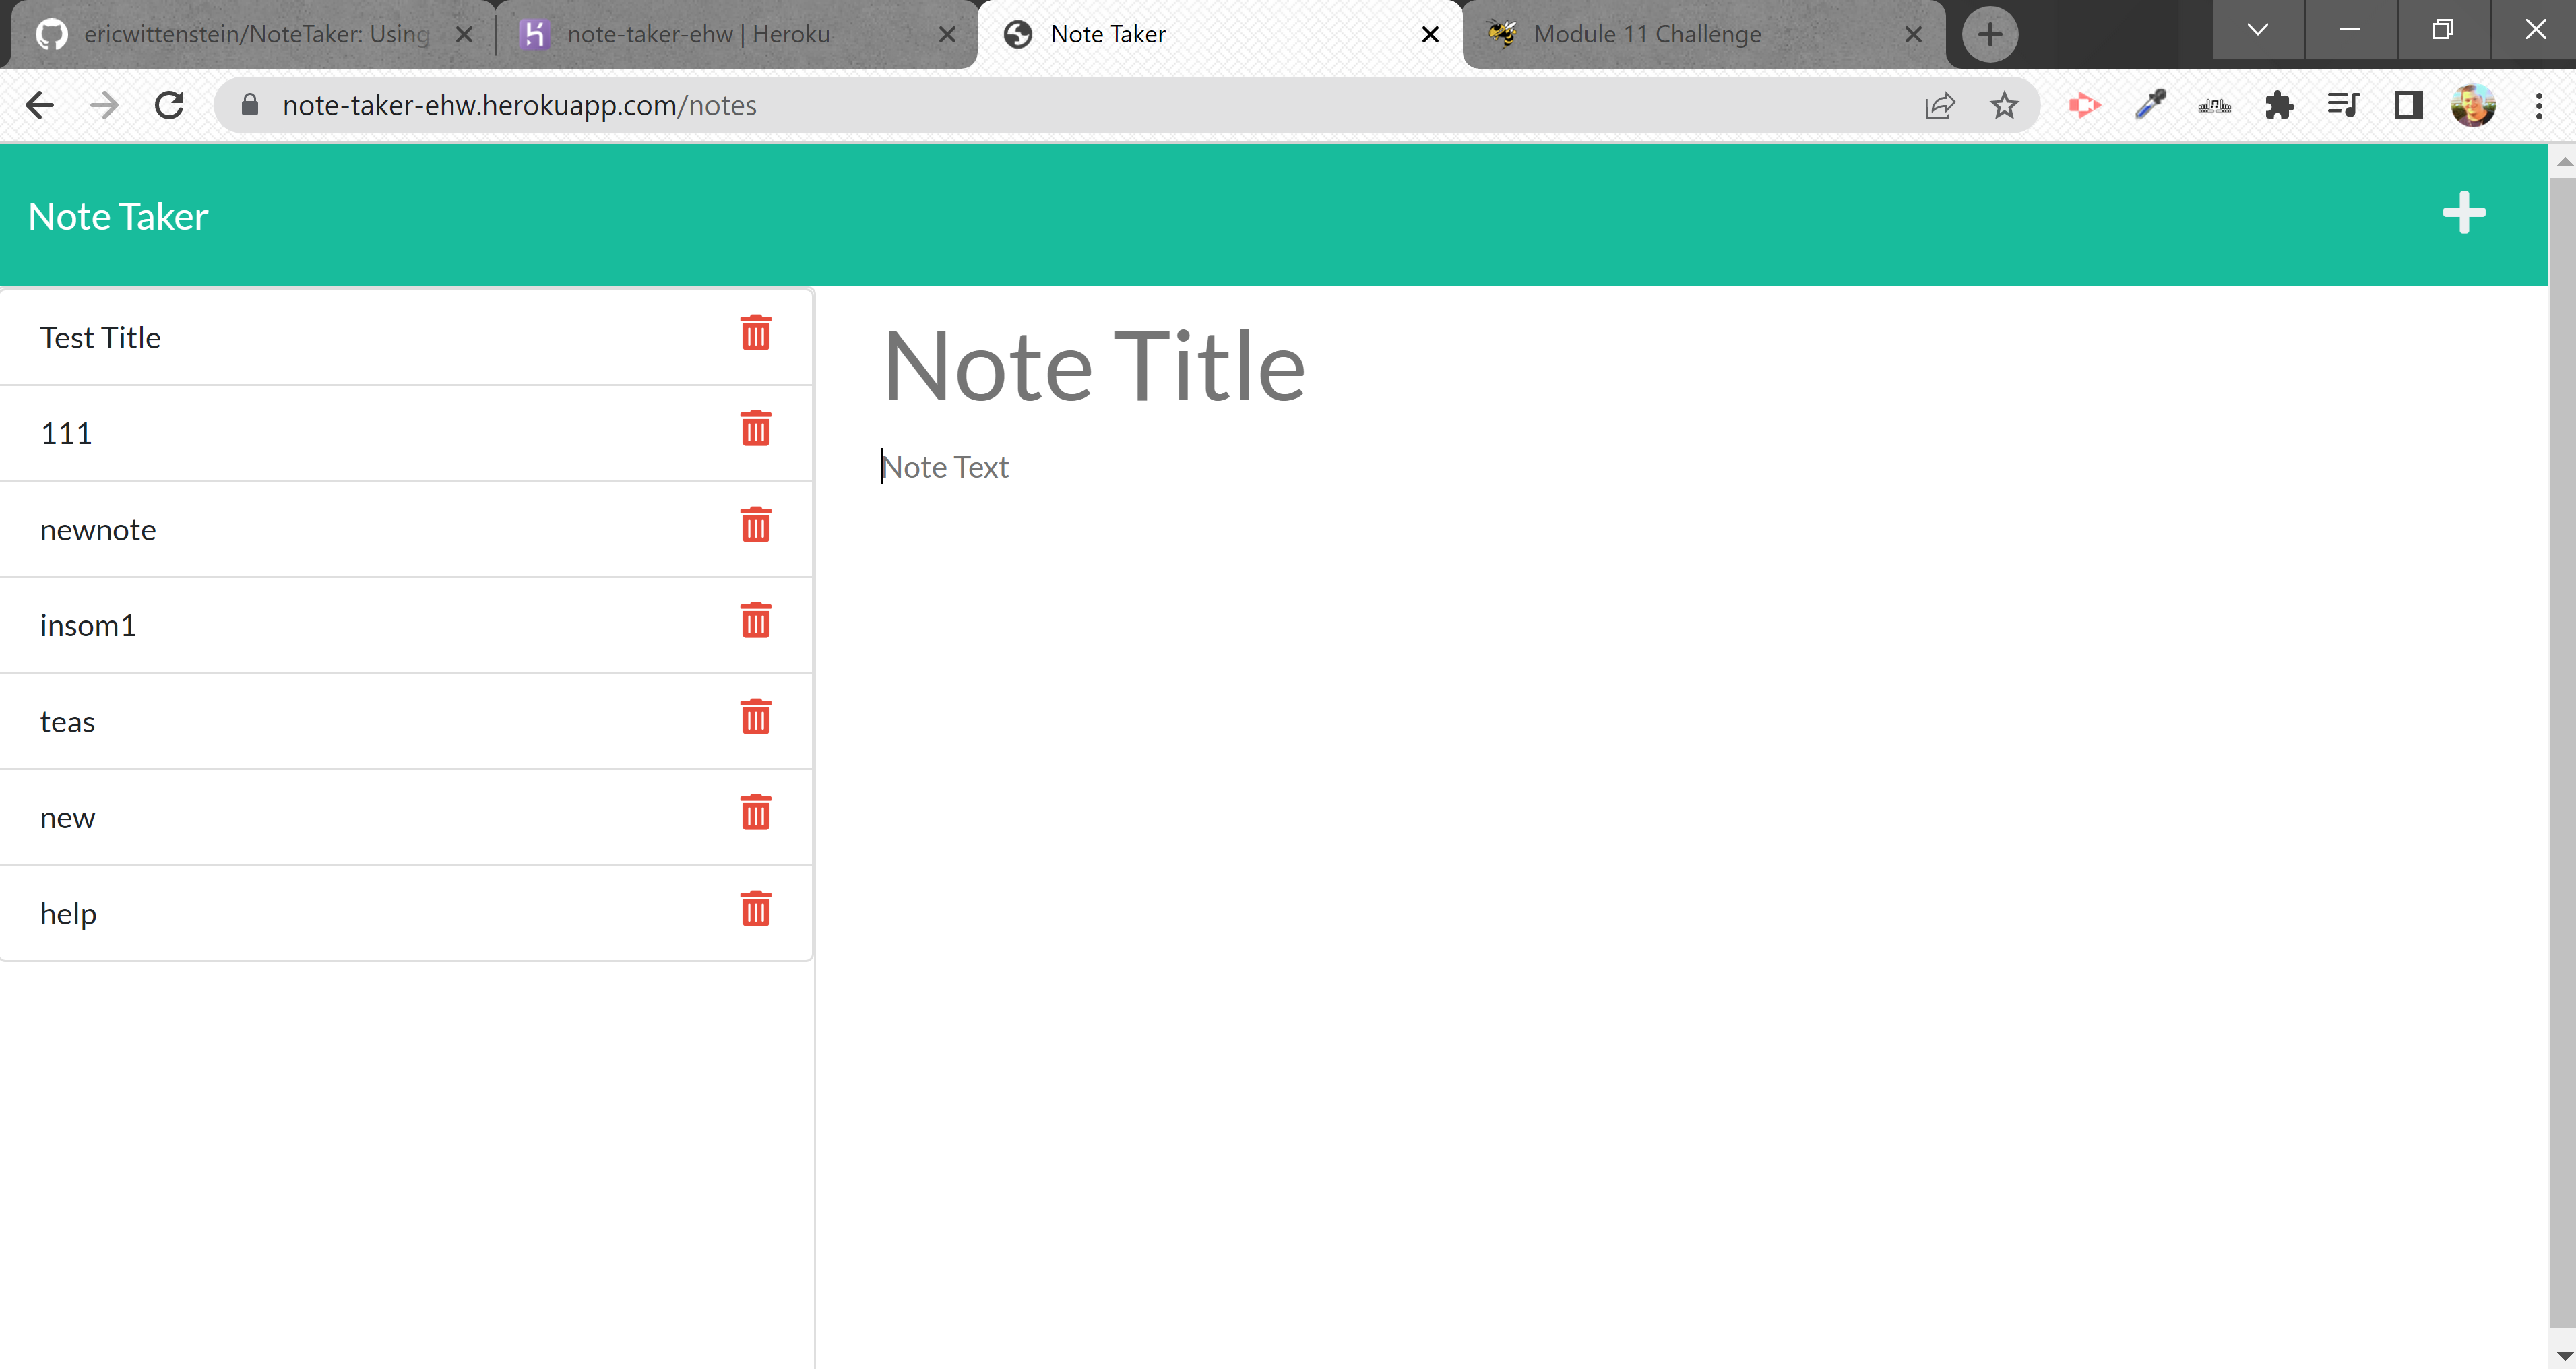 ericwittenstein/NoteTaker: Using
note-taker-ehw | Heroku
Note Taker
Module 11 Challenge
note-taker-ehw.herokuapp.com/notes
Note Taker
Test Title
111
newnote
insom1
teas
new
help
Note Title
Note Text